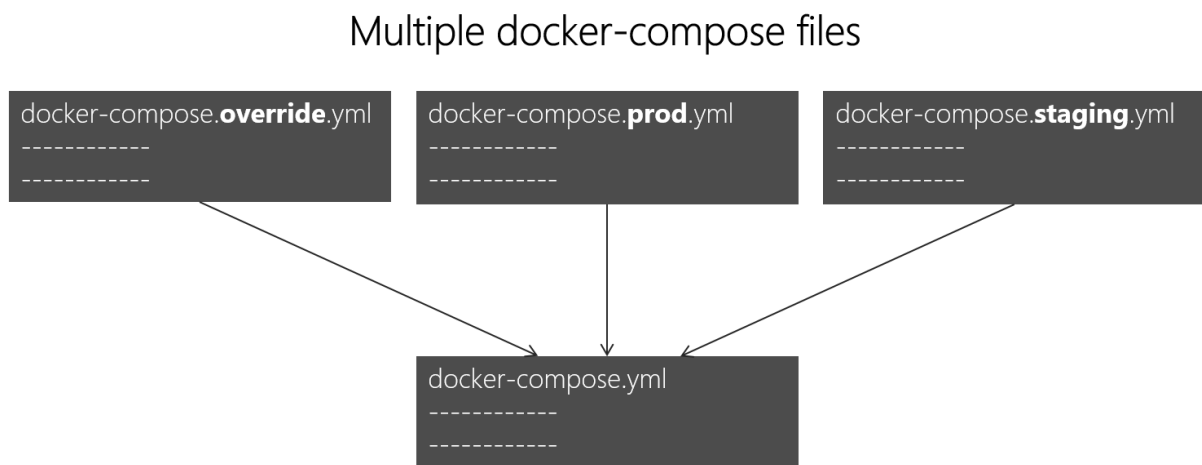 Multiple docker-compose files
docker-compose.override.yml
------------
------------
docker-compose.prod.yml
------------
------------
docker-compose.staging.yml
------------
------------
docker-compose.yml
------------
------------